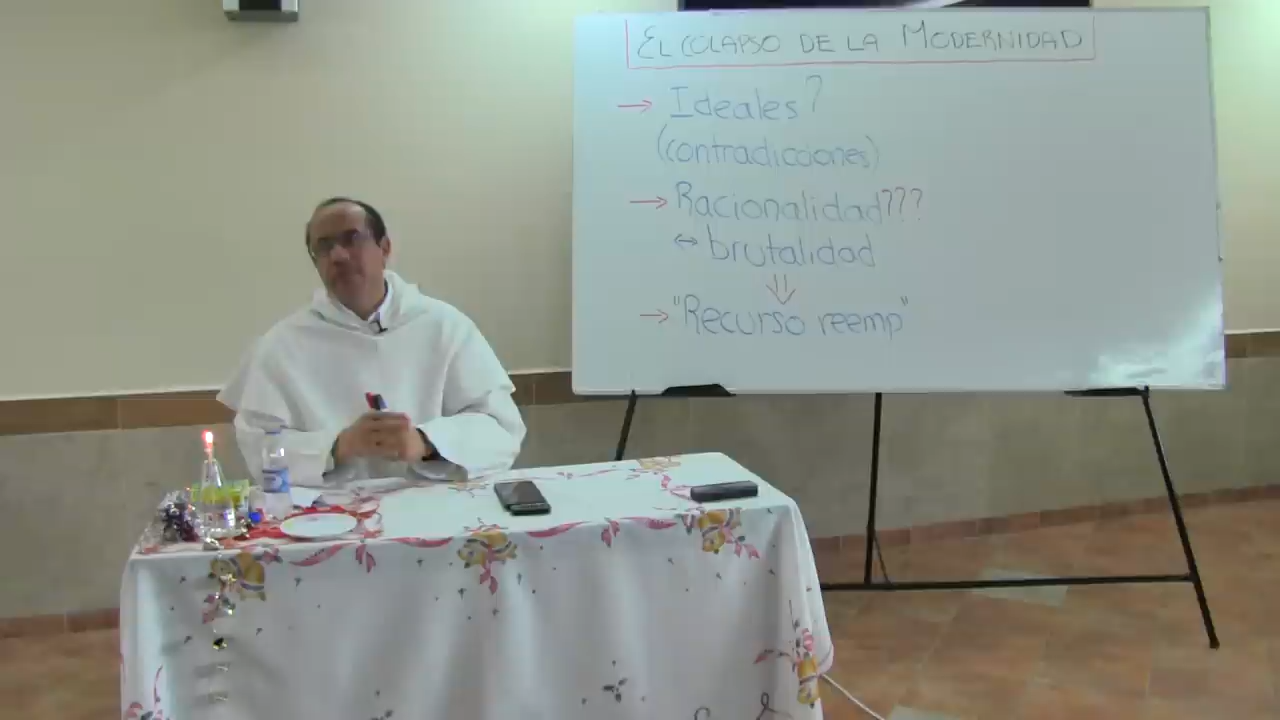 EL COLAPSO DE LA MODERNIDAD
→ Ideales?
(contradicciones)
→ Racionalidad???
⇔ brutalidad
⇓
→ "Recurso reemp"